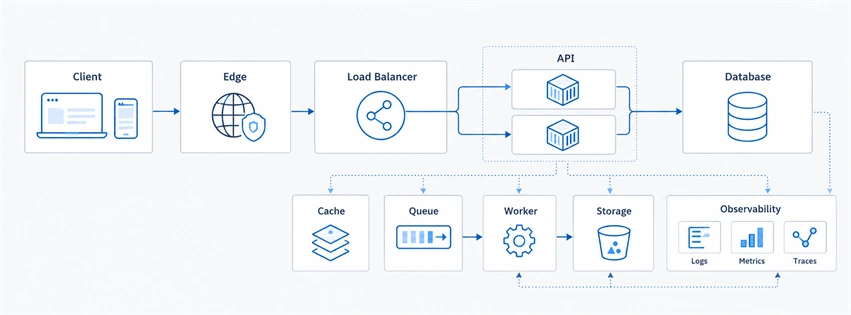 Client
Edge
Load Balancer
API
Database
Cache
Queue
Worker
Storage
Observability
Logs
Metrics
Traces